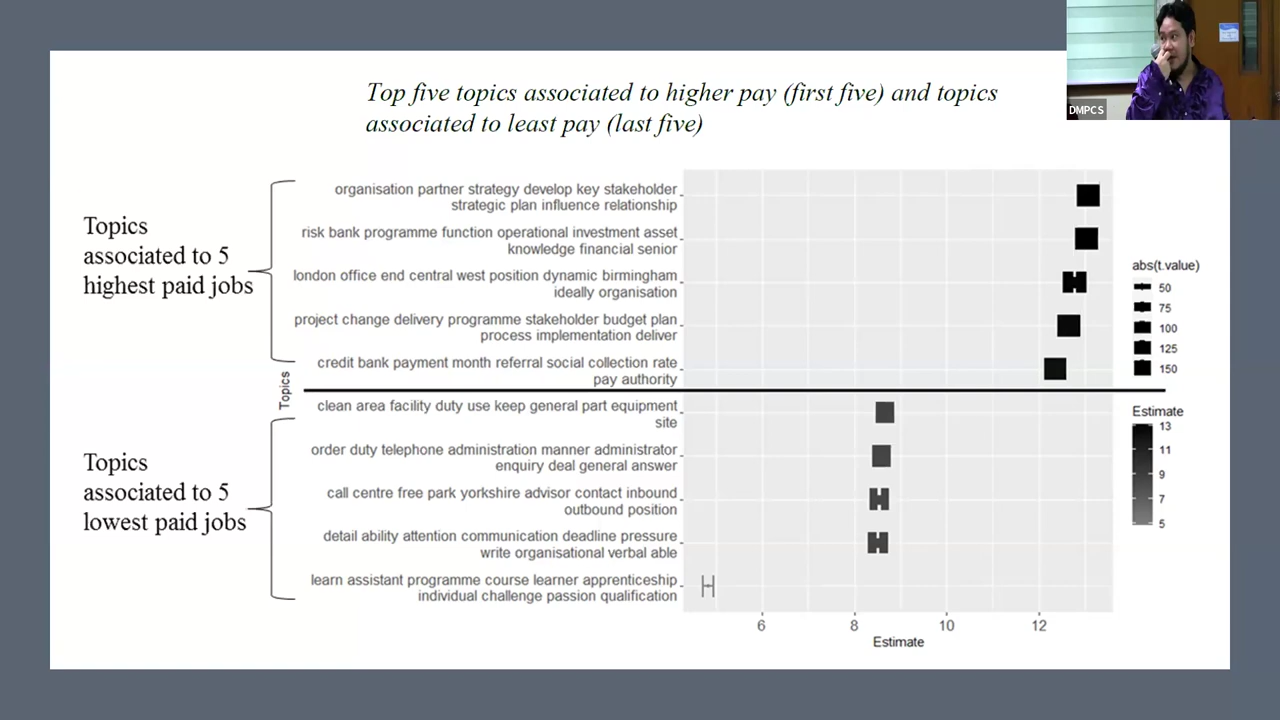 DMPCS
Top five topics associated to higher pay (first five) and topics
associated to least pay (last five)
Topics
associated to 5
highest paid jobs
organisation partner strategy develop key stakeholder
strategic plan influence relationship
risk bank programme function operational investment asset
knowledge financial senior
london office end central west position dynamic birmingham
ideally organisation
project change delivery programme stakeholder budget plan
process implementation deliver
credit bank payment month referral social collection rate
pay authority
Topics
Topics
associated to 5
lowest paid jobs
clean area facility duty use keep general part equipment
site
order duty telephone administration manner administrator
enquiry deal general answer
call centre free park yorkshire advisor contact inbound
outbound position
detail ability attention communication deadline pressure
write organisational verbal able
learn assistant programme course learner apprenticeship
individual challenge passion qualification
6 8 10 12
Estimate
abs(t.value)
50
75
100
125
150
Estimate
13
11
9
7
5